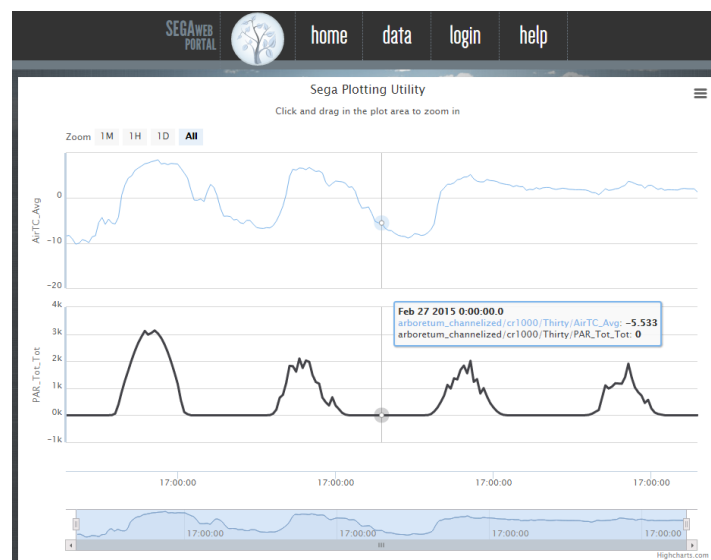 SEGAWEB
PORTAL
home data login help
Sega Plotting Utility
Click and drag in the plot area to zoom in
Zoom 1M 1H 1D All
AirTC_Avg
0
-10
-20
Feb 27 2015 0:00:00.0
arboretum_channelized/cr1000/Thirty/AirTC_Avg: -5.533
arboretum_channelized/cr1000/Thirty/PAR_Tot_Tot: 0
PAR_Tot_Tot
4k
3k
2k
1k
0k
-1k
17:00:00 17:00:00 17:00:00 17:00:00
17:00:00 17:00:00 17:00:00 17:00:00
Highcharts.com